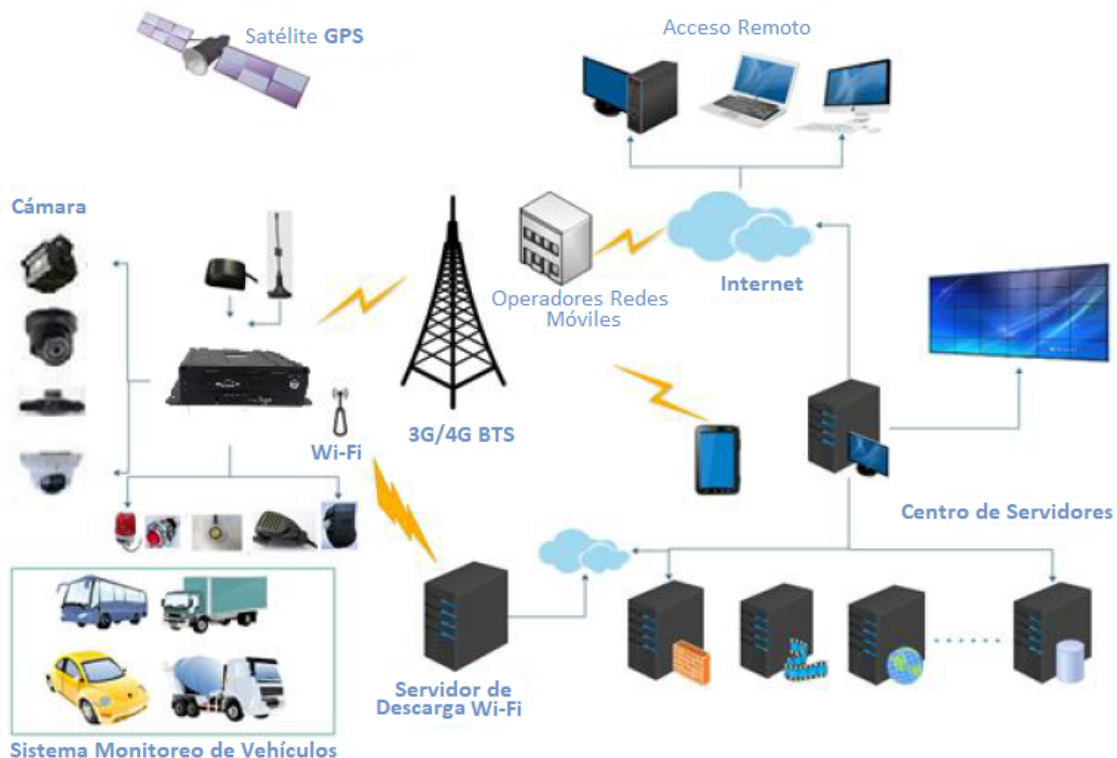 Satélite GPS
Acceso Remoto
Cámara
Internet
Operadores Redes
Móviles
3G/4G BTS
Wi-Fi
Centro de Servidores
Servidor de
Descarga Wi-Fi
Sistema Monitoreo de Vehículos